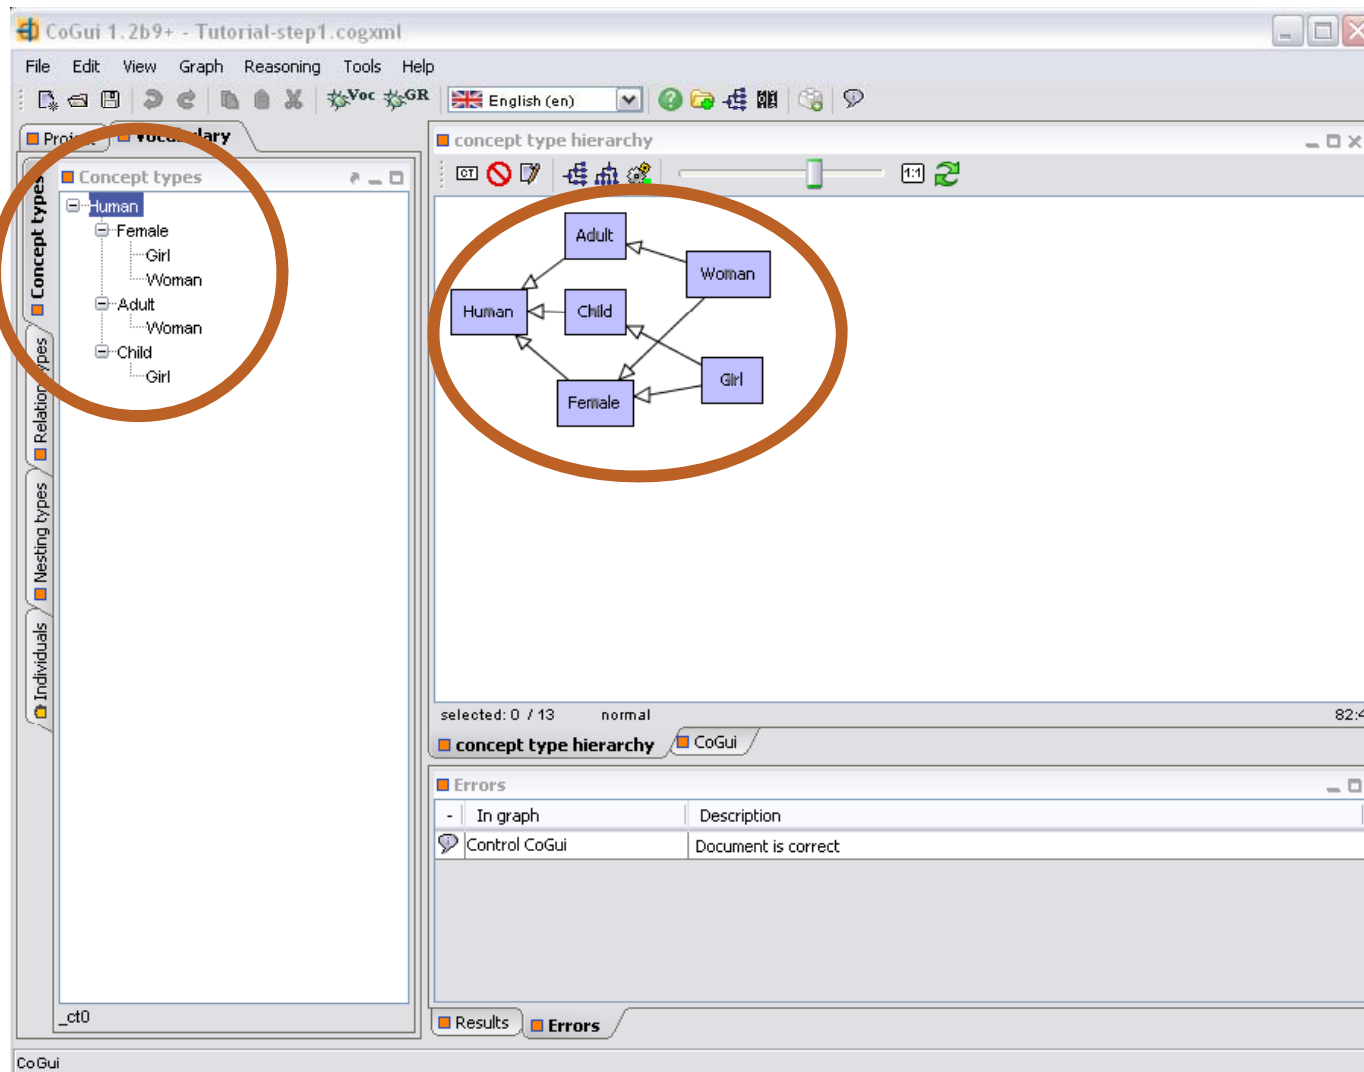 CoGui 1.2b9+ - Tutorial-step1.cogxml
File Edit View Graph Reasoning Tools Help
Voc GR English (en)
Project Vocabulary
Concept types
Relation types
Nesting types
Individuals
Concept types
Human
Female
Girl
Woman
Adult
Woman
Child
Girl
_ct0
concept type hierarchy
CT 1:1
Adult
Woman
Human
Child
Girl
Female
selected: 0 / 13 normal 82:4
concept type hierarchy CoGui
Errors
- In graph Description
Control CoGui Document is correct
Results Errors
CoGui